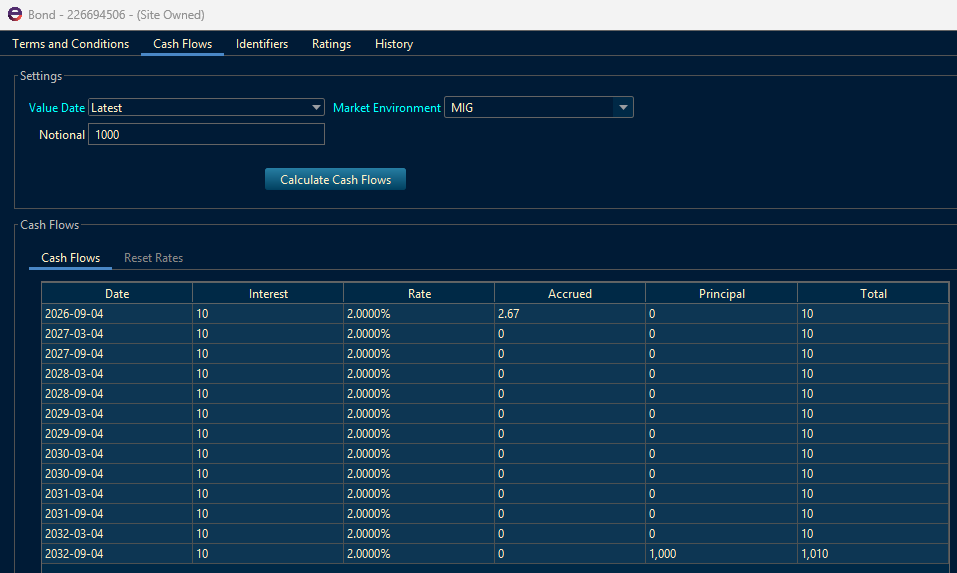 Bond - 226694506 - (Site Owned)
Terms and Conditions Cash Flows Identifiers Ratings History
Settings
Value Date Latest Market Environment MIG
Notional 1000
Calculate Cash Flows
Cash Flows
Cash Flows Reset Rates
Date Interest Rate Accrued Principal Total
2026-09-04 10 2.0000% 2.67 0 10
2027-03-04 10 2.0000% 0 0 10
2027-09-04 10 2.0000% 0 0 10
2028-03-04 10 2.0000% 0 0 10
2028-09-04 10 2.0000% 0 0 10
2029-03-04 10 2.0000% 0 0 10
2029-09-04 10 2.0000% 0 0 10
2030-03-04 10 2.0000% 0 0 10
2030-09-04 10 2.0000% 0 0 10
2031-03-04 10 2.0000% 0 0 10
2031-09-04 10 2.0000% 0 0 10
2032-03-04 10 2.0000% 0 0 10
2032-09-04 10 2.0000% 0 1,000 1,010